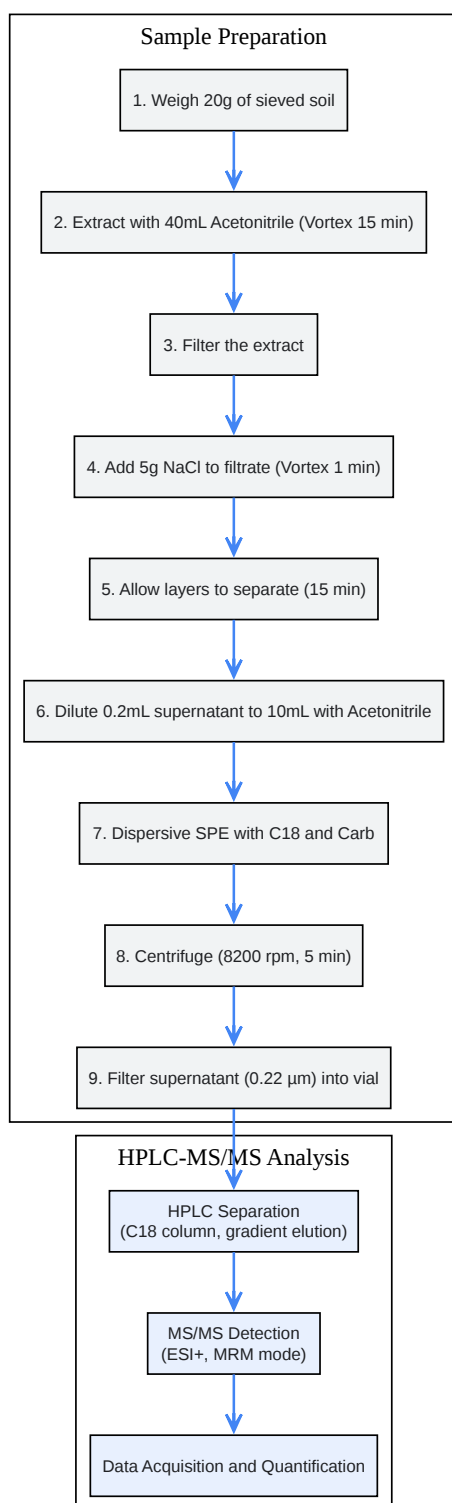 Sample Preparation
1. Weigh 20g of sieved soil
2. Extract with 40mL Acetonitrile (Vortex 15 min)
3. Filter the extract
4. Add 5g NaCl to filtrate (Vortex 1 min)
5. Allow layers to separate (15 min)
6. Dilute 0.2mL supernatant to 10mL with Acetonitrile
7. Dispersive SPE with C18 and Carb
8. Centrifuge (8200 rpm, 5 min)
9. Filter supernatant (0.22 µm) into vial
HPLC-MS/MS Analysis
HPLC Separation
(C18 column, gradient elution)
MS/MS Detection
(ESI+, MRM mode)
Data Acquisition and Quantification